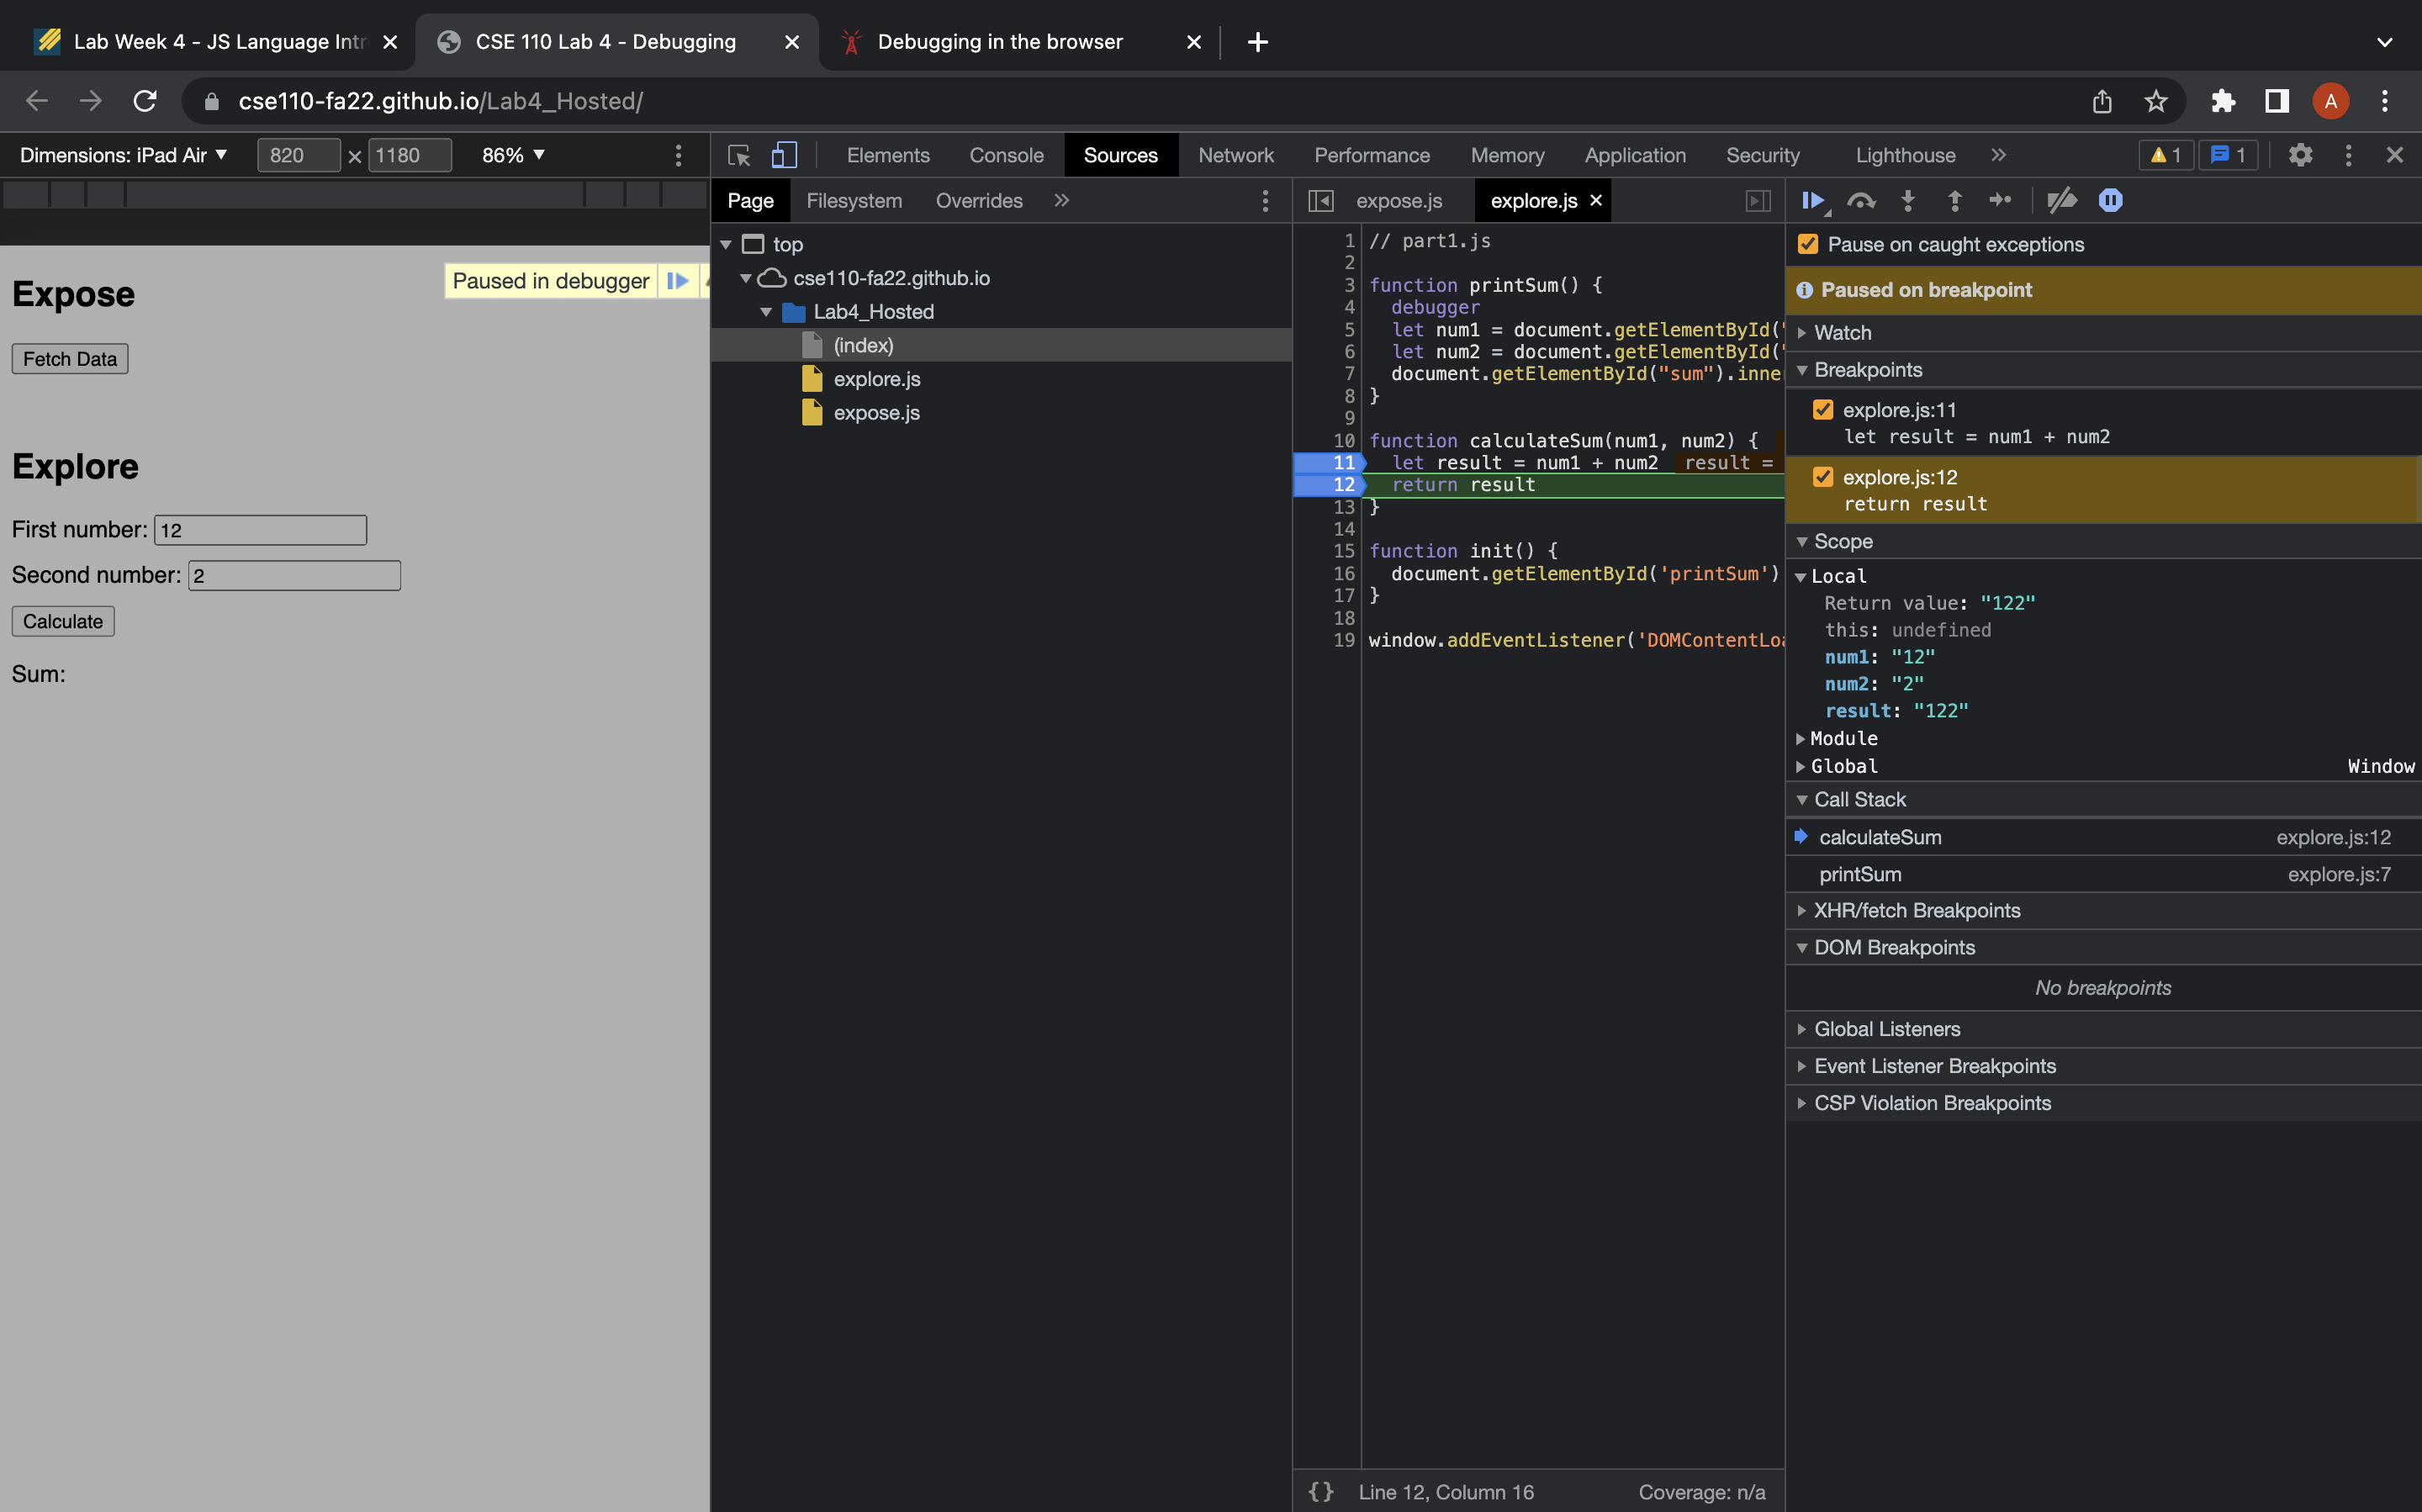 Lab Week 4 - JS Language Intr
CSE 110 Lab 4 - Debugging
Debugging in the browser
cse110-fa22.github.io/Lab4_Hosted/
A
Dimensions: iPad Air
820 × 1180
86%
Elements
Console
Sources
Network
Performance
Memory
Application
Security
Lighthouse
1
1
Expose
Paused in debugger
Fetch Data
Explore
First number: 12
Second number: 2
Calculate
Sum:
Page
Filesystem
Overrides
top
cse110-fa22.github.io
Lab4_Hosted
(index)
explore.js
expose.js
expose.js
explore.js
1 // part1.js
2
3 function printSum() {
4 debugger
5 let num1 = document.getElementById("
6 let num2 = document.getElementById("
7 document.getElementById("sum").inne
8 }
9
10 function calculateSum(num1, num2) {
11 let result = num1 + num2 result =
12 return result
13 }
14
15 function init() {
16 document.getElementById('printSum')
17 }
18
19 window.addEventListener('DOMContentLoa
{} Line 12, Column 16
Coverage: n/a
Pause on caught exceptions
Paused on breakpoint
Watch
Breakpoints
explore.js:11
let result = num1 + num2
explore.js:12
return result
Scope
Local
Return value: "122"
this: undefined
num1: "12"
num2: "2"
result: "122"
Module
Global Window
Call Stack
calculateSum explore.js:12
printSum explore.js:7
XHR/fetch Breakpoints
DOM Breakpoints
No breakpoints
Global Listeners
Event Listener Breakpoints
CSP Violation Breakpoints